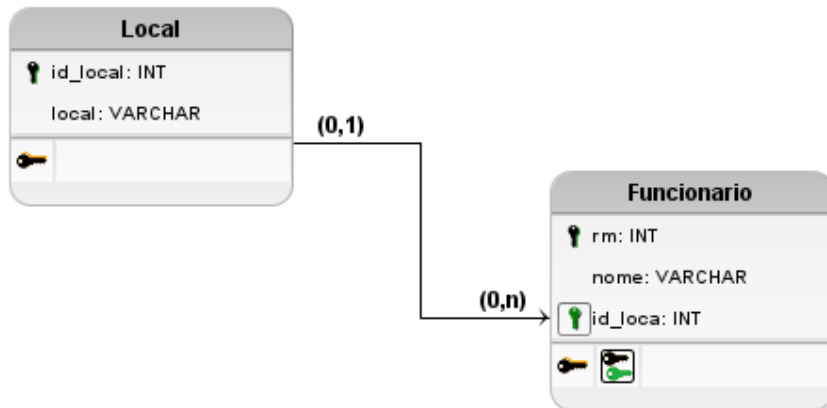 Local
id_local: INT
local: VARCHAR
(0,1)
Funcionario
rm: INT
nome: VARCHAR
(0,n)
id_loca: INT